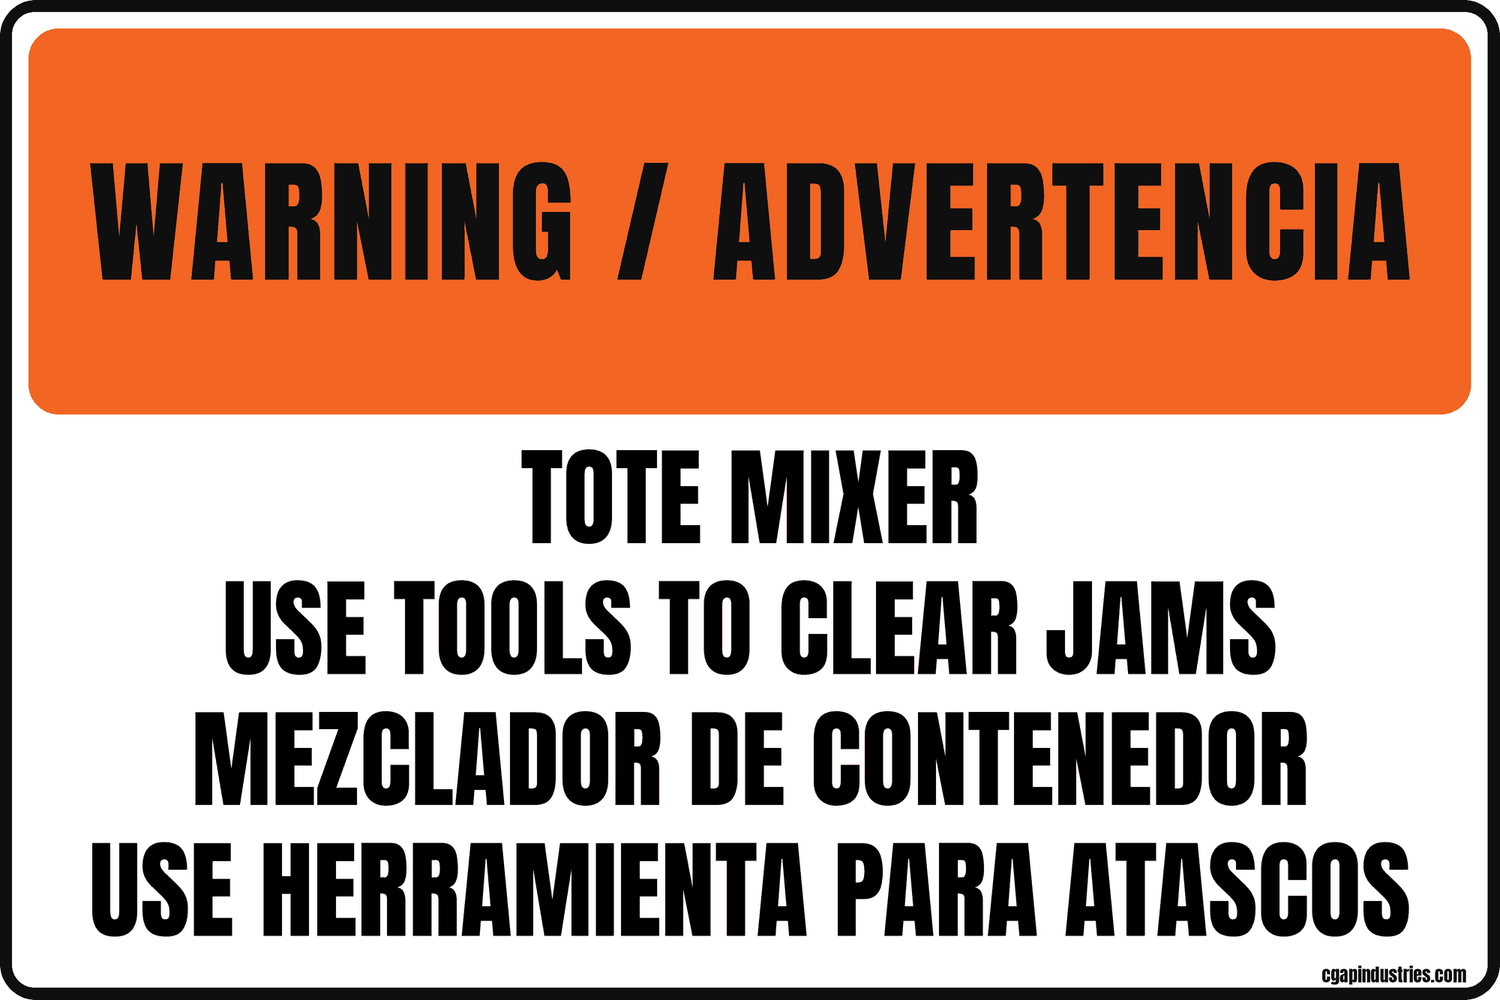 WARNING / ADVERTENCIA
TOTE MIXER
USE TOOLS TO CLEAR JAMS
MEZCLADOR DE CONTENEDOR
USE HERRAMIENTA PARA ATASCOS
cgapindustries.com